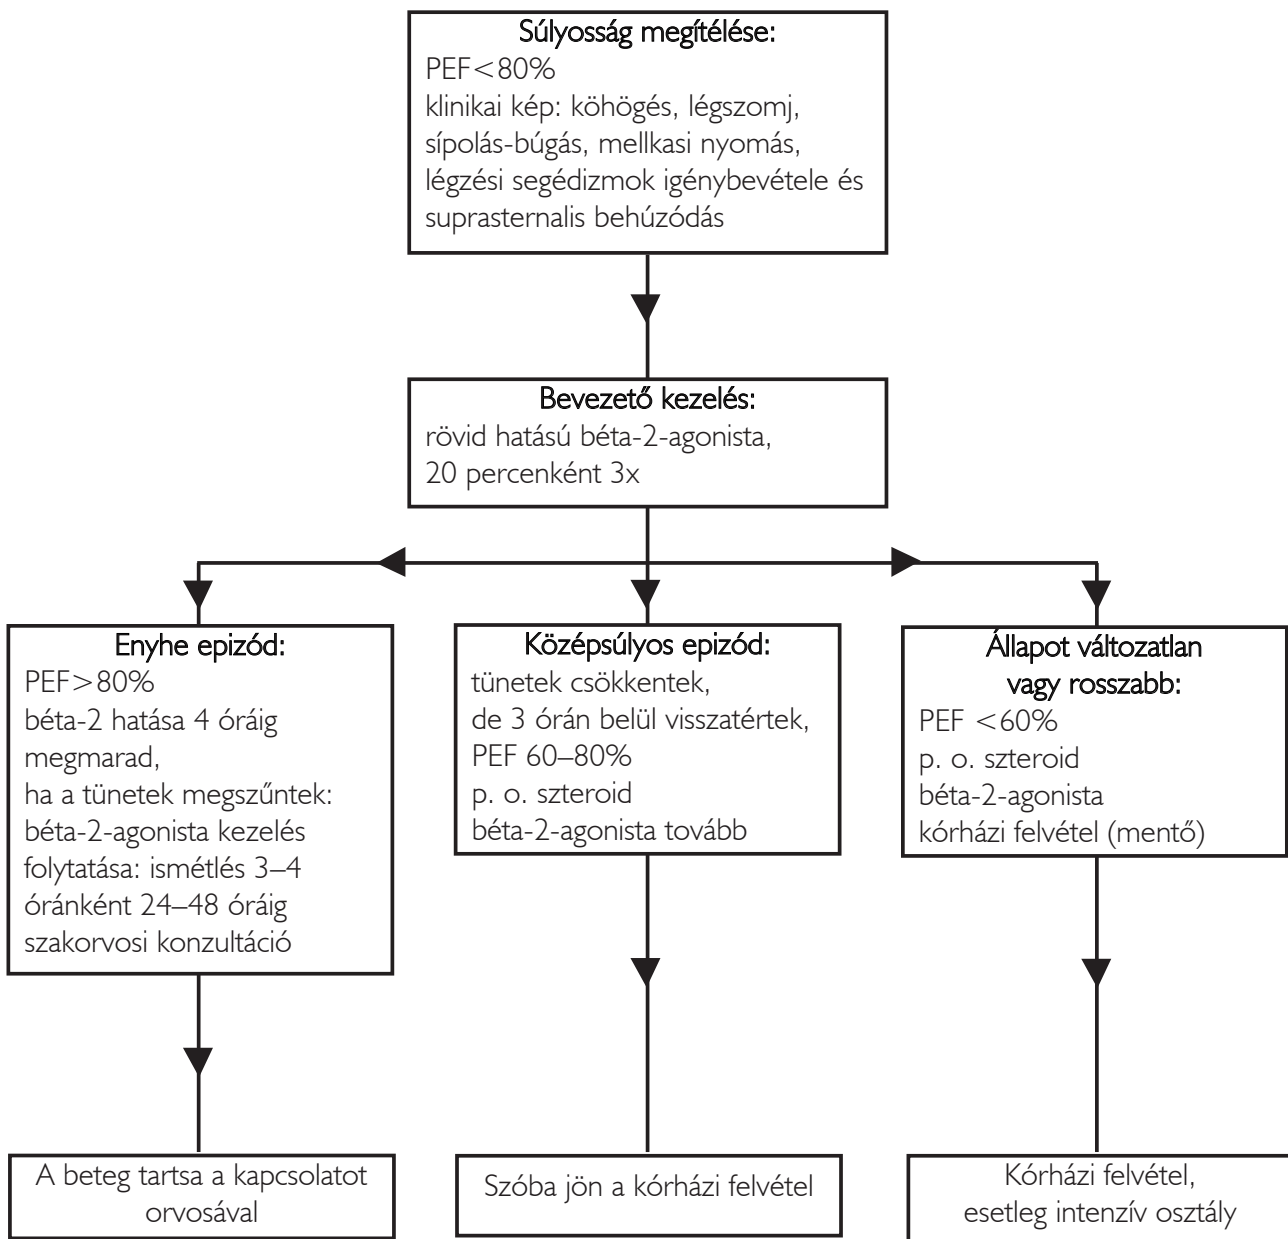 Súlyosság megítélése:
PEF<80%
klinikai kép: köhögés, légszomj,
sípolás-búgás, mellkasi nyomás,
légzési segédizmok igénybevétele és
suprasternalis behúzódás
Bevezető kezelés:
rövid hatású béta-2-agonista,
20 percenként 3x
Enyhe epizód:
PEF>80%
béta-2 hatása 4 óráig
megmarad,
ha a tünetek megszűntek:
béta-2-agonista kezelés
folytatása: ismétlés 3–4
óránként 24–48 óráig
szakorvosi konzultáció
Középsúlyos epizód:
tünetek csökkentek,
de 3 órán belül visszatértek,
PEF 60–80%
p. o. szteroid
béta-2-agonista tovább
Állapot változatlan
vagy rosszabb:
PEF <60%
p. o. szteroid
béta-2-agonista
kórházi felvétel (mentő)
A beteg tartsa a kapcsolatot
orvosával
Szóba jön a kórházi felvétel
Kórházi felvétel,
esetleg intenzív osztály